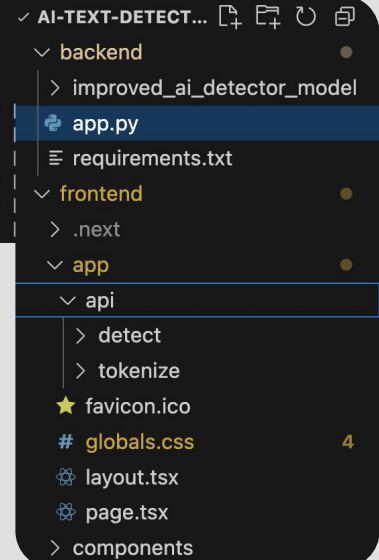 AI-TEXT-DETECT...
backend
improved_ai_detector_model
app.py
requirements.txt
frontend
.next
app
api
detect
tokenize
favicon.ico
# globals.css 4
layout.tsx
page.tsx
components